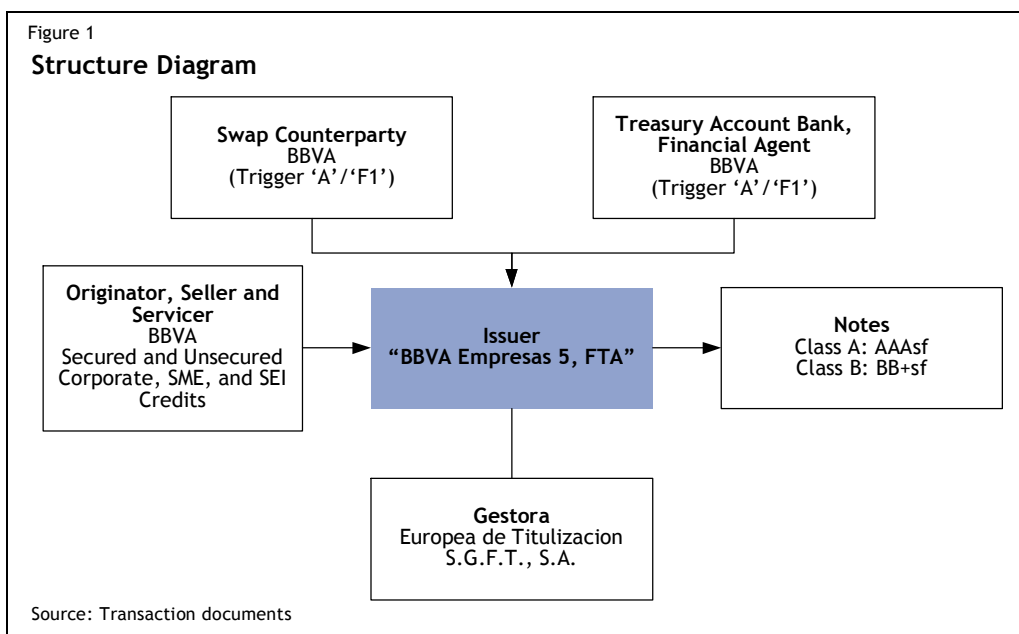 Figure 1
Structure Diagram
Swap Counterparty
BBVA
(Trigger ‘A’/‘F1’)
Treasury Account Bank,
Financial Agent
BBVA
(Trigger ‘A’/‘F1’)
Originator, Seller and
Servicer
BBVA
Secured and Unsecured
Corporate, SME, and SEI
Credits
Issuer
“BBVA Empresas 5, FTA”
Notes
Class A: AAAsf
Class B: BB+sf
Gestora
Europea de Titulizacion
S.G.F.T., S.A.
Source: Transaction documents